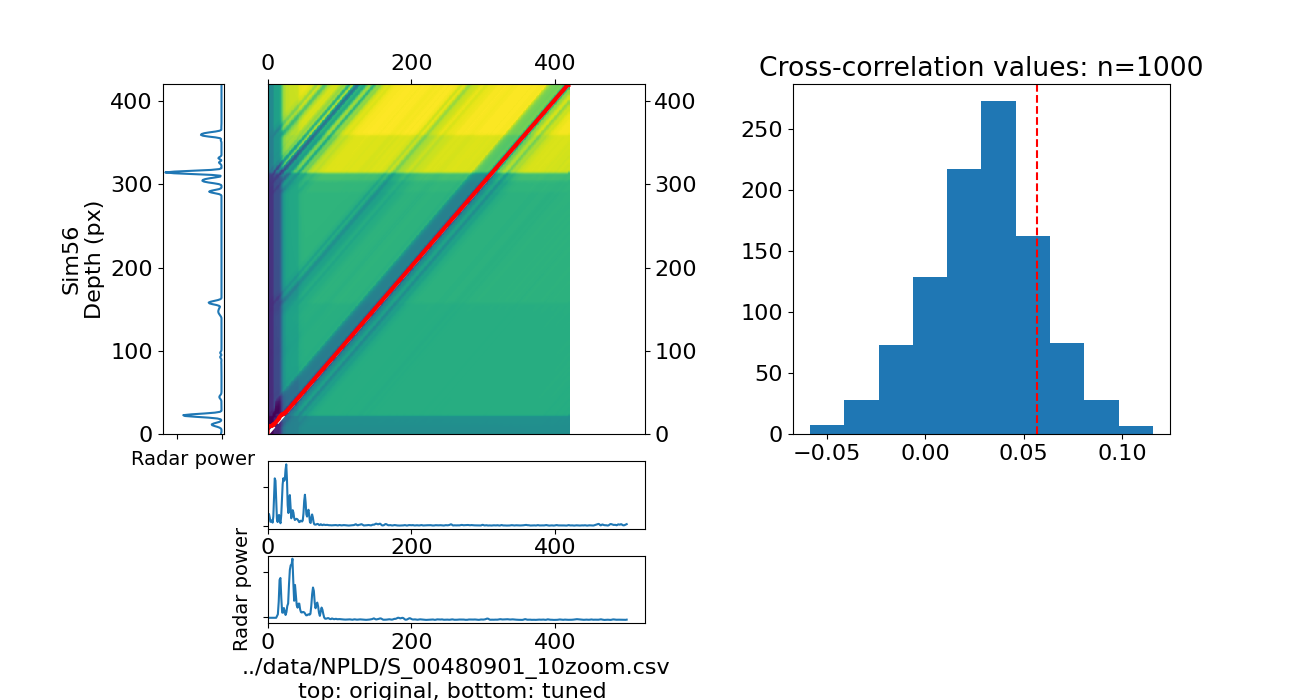 Cross-correlation values: n=1000
0 200 400
400
300
200
100
0
Sim56
Depth (px)
Radar power
400
300
200
100
0
250
200
150
100
50
0
−0.05 0.00 0.05 0.10
0 200 400
Radar power
0 200 400
../data/NPLD/S_00480901_10zoom.csv
top: original, bottom: tuned